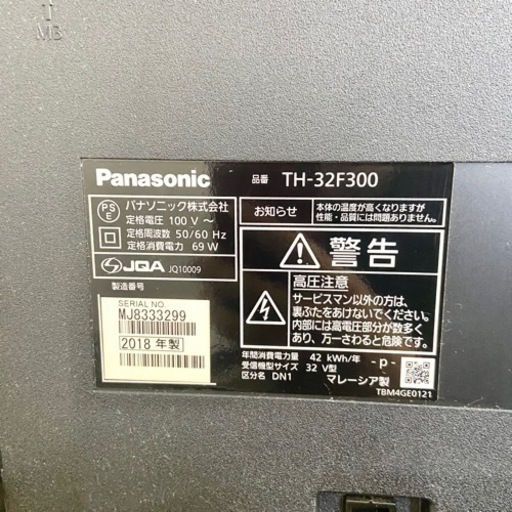 M3
Panasonic
品番 TH-32F300
PS E
パナソニック株式会社
定格電圧 100 V ～
定格周波数 50/60 Hz
定格消費電力 69 W
JQA JQ10009
製造番号
SERIAL NO
MJ8333299
2018 年製
お知らせ
本体の温度が高くなりますが
性能・品質には問題ありません。
警告
高圧注意
サービスマン以外の方は、
裏ぶたをあけないでください。
内部には高電圧部分が数多く
あり、万一さわると危険です。
年間消費電力量 42 kWh/年
受信機型サイズ 32 V型
区分名 DN1
-p-
マレーシア製
TBM4GE0121